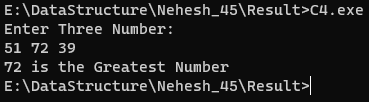 E:\DataStructure\Nehesh_45\Result>C4.exe
Enter Three Number:
51 72 39
72 is the Greatest Number
E:\DataStructure\Nehesh_45\Result>